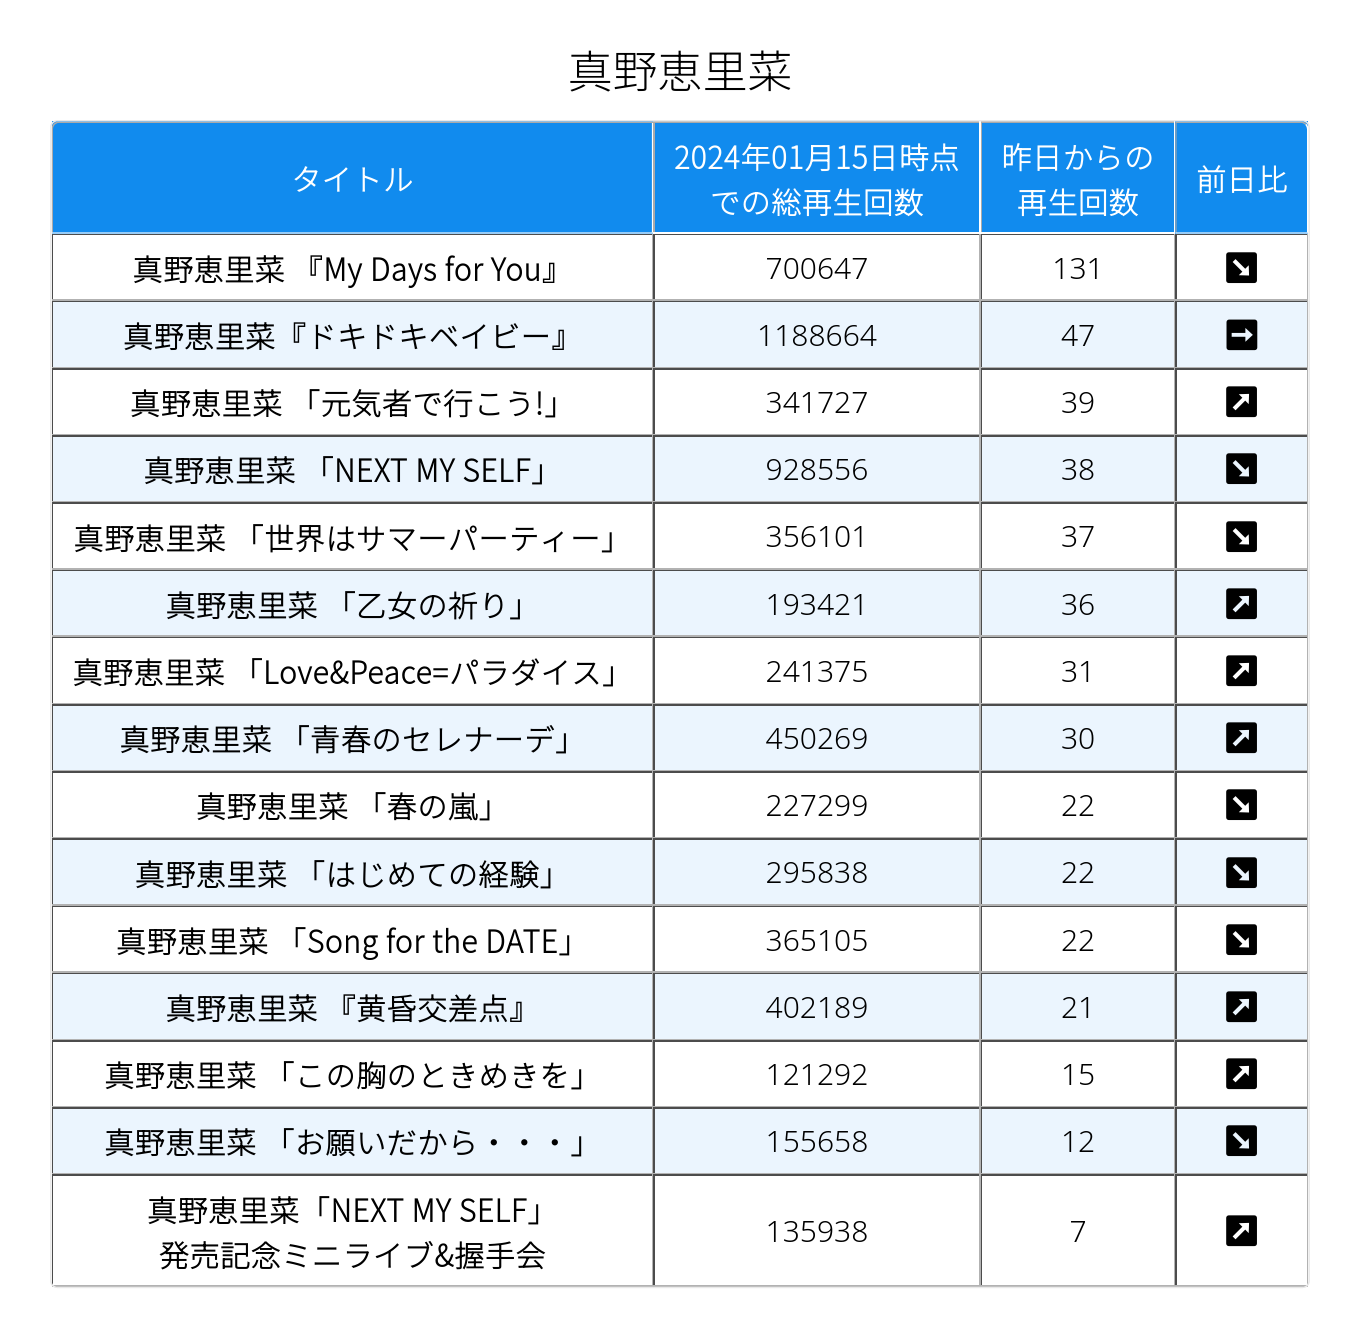 真野恵里菜
タイトル
2024年01月15日時点
での総再生回数
昨日からの
再生回数
前日比
真野恵里菜 『My Days for You』 700647 131 ↘
真野恵里菜『ドキドキベイビー』 1188664 47 →
真野恵里菜 「元気者で行こう!」 341727 39 ↗
真野恵里菜 「NEXT MY SELF」 928556 38 ↘
真野恵里菜 「世界はサマーパーティー」 356101 37 ↘
真野恵里菜 「乙女の祈り」 193421 36 ↗
真野恵里菜 「Love&Peace=パラダイス」 241375 31 ↗
真野恵里菜 「青春のセレナーデ」 450269 30 ↗
真野恵里菜 「春の嵐」 227299 22 ↘
真野恵里菜 「はじめての経験」 295838 22 ↘
真野恵里菜 「Song for the DATE」 365105 22 ↘
真野恵里菜 『黄昏交差点』 402189 21 ↗
真野恵里菜 「この胸のときめきを」 121292 15 ↗
真野恵里菜 「お願いだから・・・」 155658 12 ↘
真野恵里菜「NEXT MY SELF」
発売記念ミニライブ&握手会 135938 7 ↗